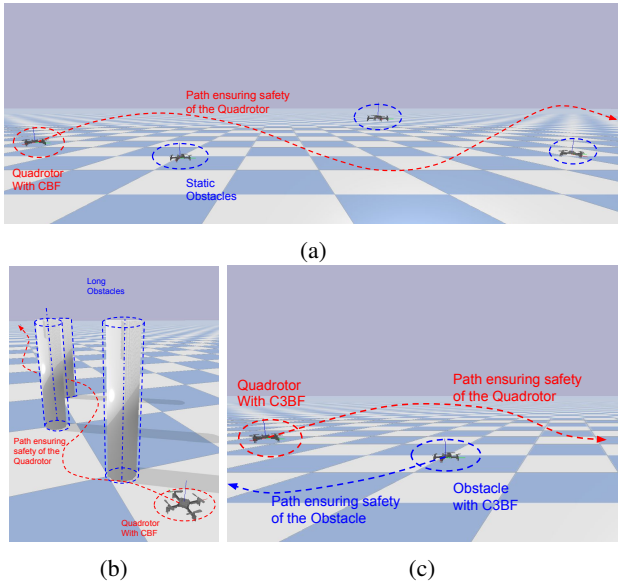 Path ensuring safety
of the Quadrotor
Quadrotor
With CBF
Static
Obstacles
(a)
Long
Obstacles
Path ensuring
safety of the
Quadrotor
Quadrotor
With CBF
(b)
Quadrotor
With C3BF
Path ensuring safety
of the Quadrotor
Path ensuring safety
of the Obstacle
Obstacle
with C3BF
(c)